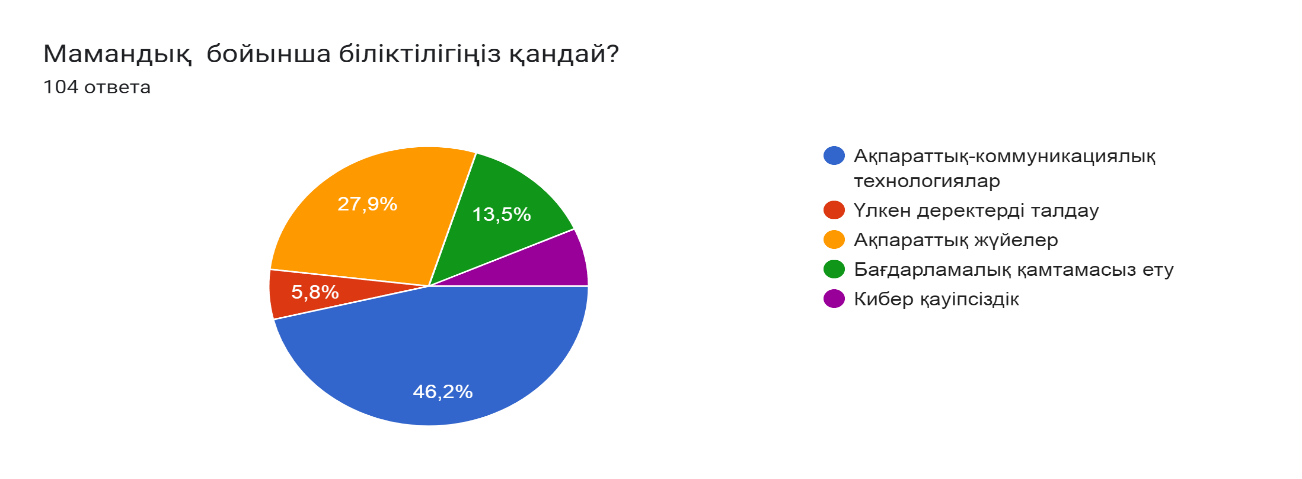 Мамандық  бойынша біліктілігіңіз қандай?
104 ответа
27,9%
13,5%
5,8%
46,2%
Ақпараттық-коммуникациялық
технологиялар
Үлкен деректерді талдау
Ақпараттық жүйелер
Бағдарламалық қамтамасыз ету
Кибер қауіпсіздік